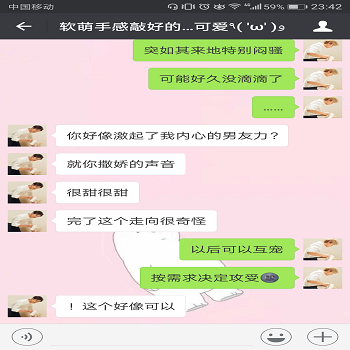 中国移动
59%
23:42
软萌手感敲好的...可爱٩( 'ω' )و
突如其来地特别闷骚
可能好久没滴滴了
……
你好像激起了我内心的男友力？
就你撒娇的声音
很甜很甜
完了这个走向很奇怪
以后可以互宠
按需求决定攻受
！这个好像可以